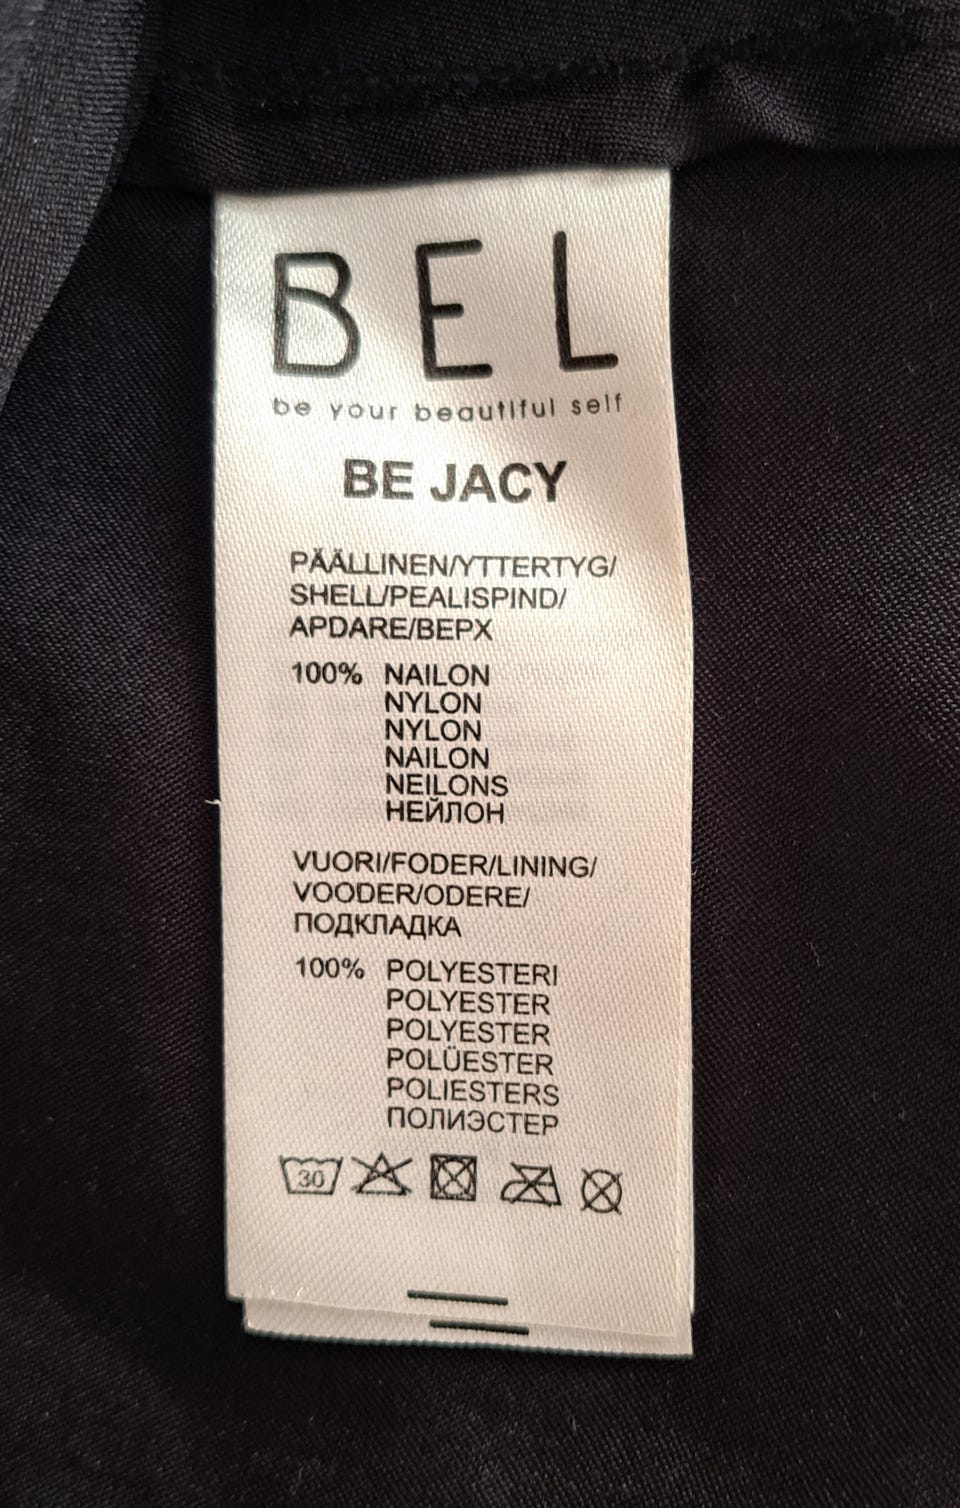 BEL
be your beautiful self
BE JACY
PÄÄLLINEN/YTTERTYG/
SHELL/PEALISPIND/
APDARE/ВЕРХ
100% NAILON
NYLON
NYLON
NAILON
NEILONS
НЕЙЛОН
VUORI/FODER/LINING/
VOODER/ODERE/
ПОДКЛАДКА
100% POLYESTERI
POLYESTER
POLYESTER
POLÜESTER
POLIESTERS
ПОЛИЭСТЕР
30